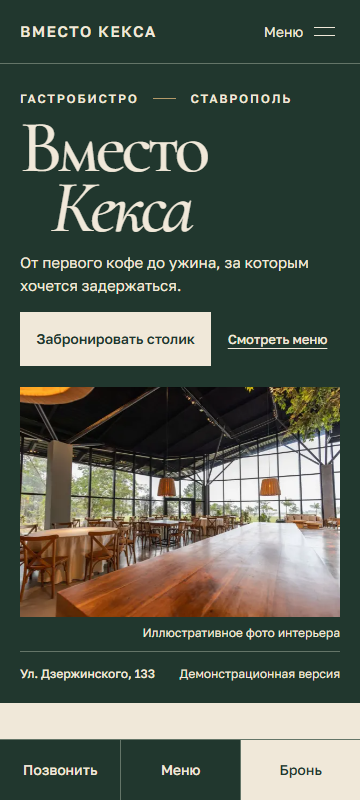 ВМЕСТО КЕКСА
Меню
ГАСТРОБИСТРО — СТАВРОПОЛЬ
Вместо
Кекса
От первого кофе до ужина, за которым
хочется задержаться.
Забронировать столик
Смотреть меню
Иллюстративное фото интерьера
Ул. Дзержинского, 133
Демонстрационная версия
Позвонить
Меню
Бронь